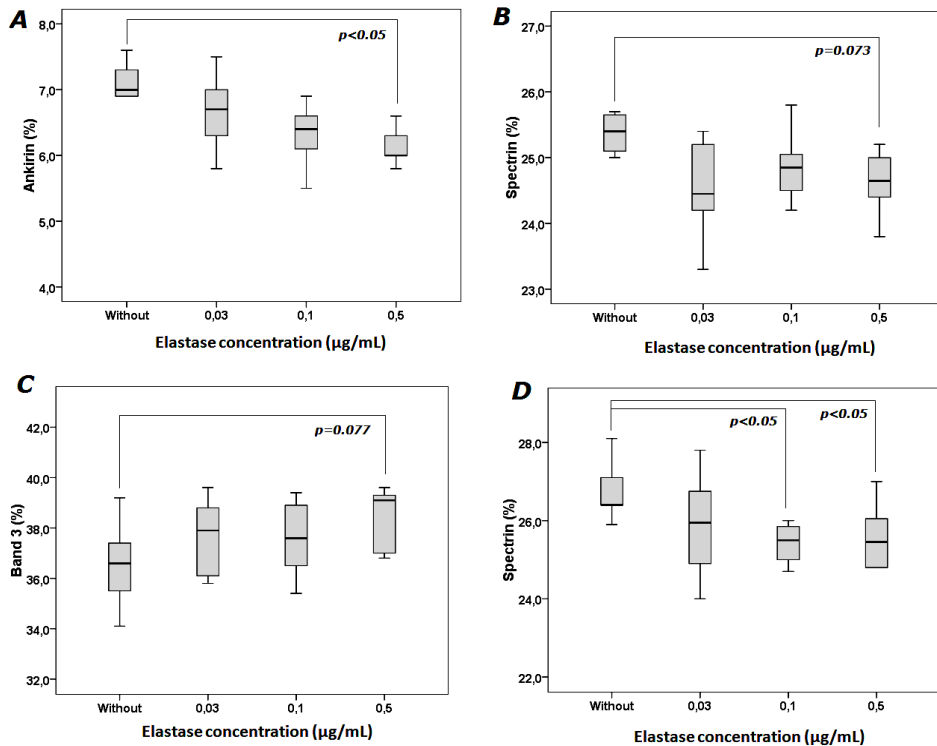 A
8,0
7,0
6,0
5,0
4,0
Ankirin (%)
p<0.05
Without 0,03 0,1 0,5
Elastase concentration (µg/mL)
B
27,0
26,0
25,0
24,0
23,0
Spectrin (%)
p=0.073
Without 0,03 0,1 0,5
Elastase concentration (µg/mL)
C
42,0
40,0
38,0
36,0
34,0
32,0
Band 3 (%)
p=0.077
Without 0,03 0,1 0,5
Elastase concentration (µg/mL)
D
28,0
26,0
24,0
22,0
Spectrin (%)
p<0.05 p<0.05
Without 0,03 0,1 0,5
Elastase concentration (µg/mL)